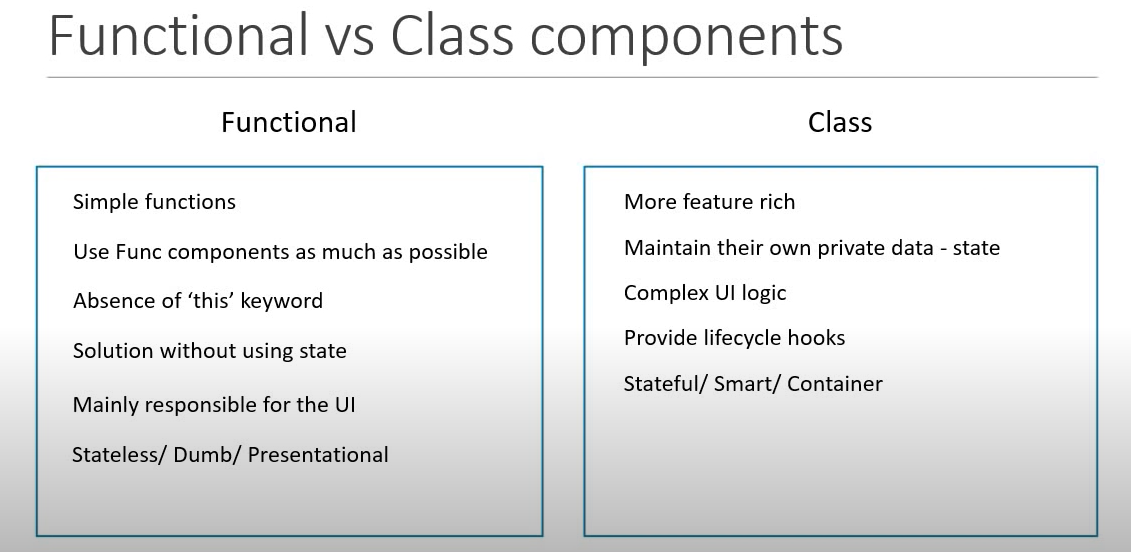 Functional vs Class components
Functional
Simple functions
Use Func components as much as possible
Absence of ‘this’ keyword
Solution without using state
Mainly responsible for the UI
Stateless/ Dumb/ Presentational
Class
More feature rich
Maintain their own private data - state
Complex UI logic
Provide lifecycle hooks
Stateful/ Smart/ Container